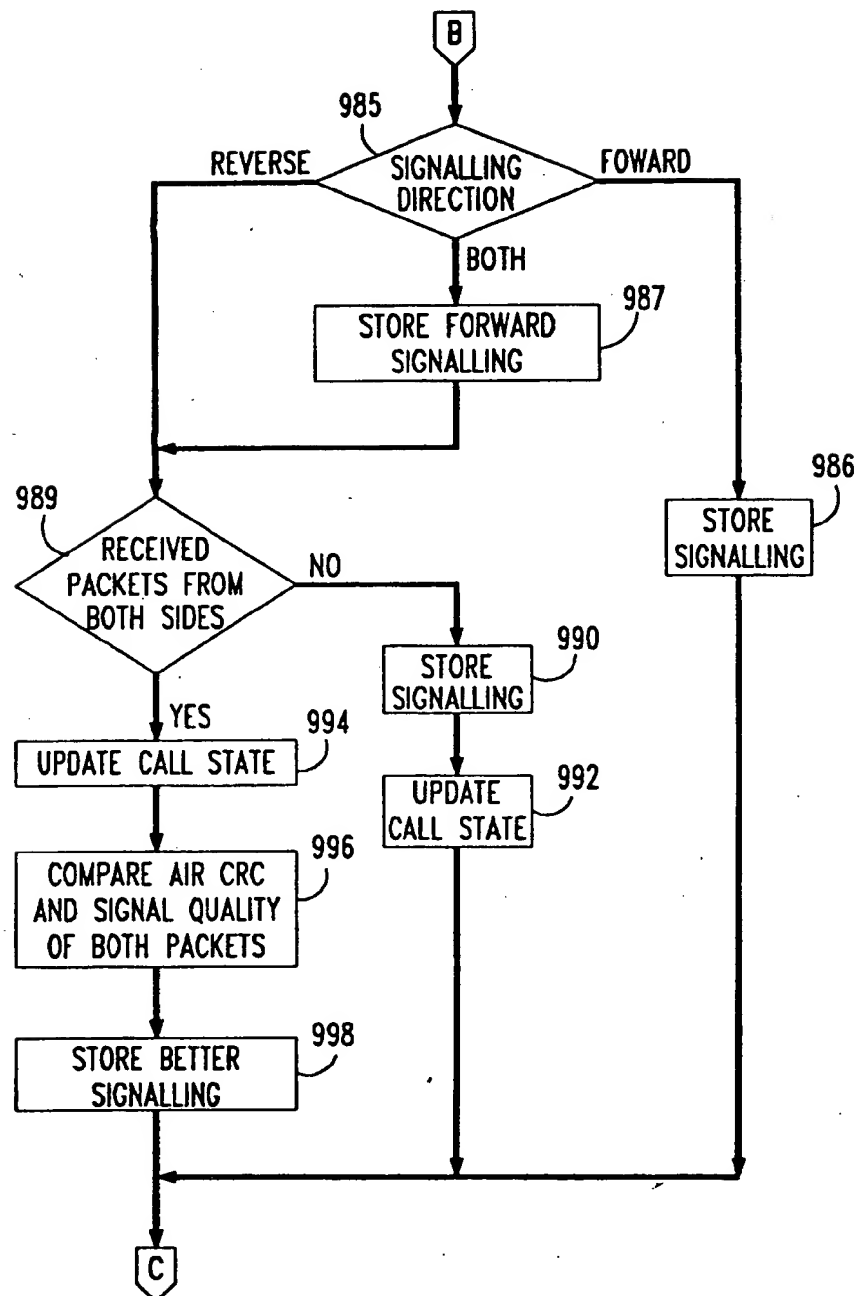 B
985
REVERSE
SIGNALLING
DIRECTION
FOWARD
BOTH
987
STORE FORWARD
SIGNALLING
989
RECEIVED
PACKETS FROM
BOTH SIDES
NO
986
STORE
SIGNALLING
990
STORE
SIGNALLING
YES
994
UPDATE CALL STATE
992
UPDATE
CALL STATE
996
COMPARE AIR CRC
AND SIGNAL QUALITY
OF BOTH PACKETS
998
STORE BETTER
SIGNALLING
C